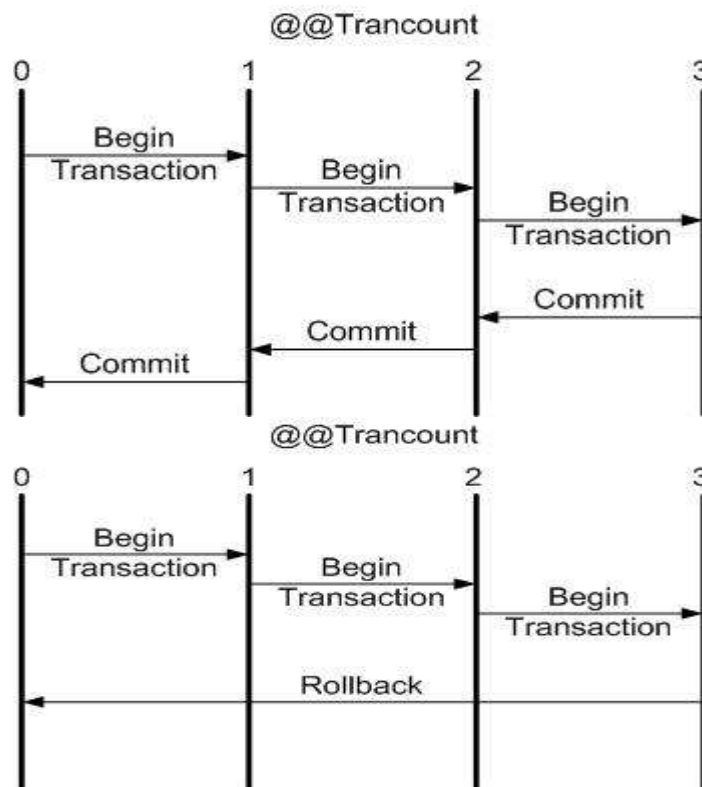 @@Trancount
0 1 2 3
Begin
Transaction
Begin
Transaction
Begin
Transaction
Commit
Commit
Commit
@@Trancount
0 1 2 3
Begin
Transaction
Begin
Transaction
Begin
Transaction
Rollback